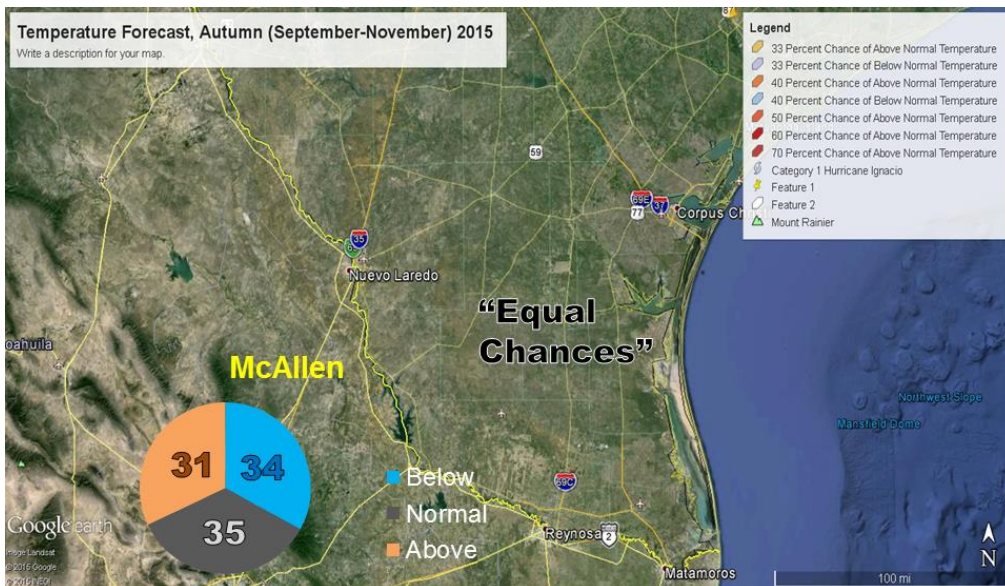 Temperature Forecast, Autumn (September-November) 2015
Write a description for your map.
Legend
33 Percent Chance of Above Normal Temperature
33 Percent Chance of Below Normal Temperature
40 Percent Chance of Above Normal Temperature
40 Percent Chance of Below Normal Temperature
50 Percent Chance of Above Normal Temperature
60 Percent Chance of Above Normal Temperature
70 Percent Chance of Above Normal Temperature
Category 1 Hurricane Ignacio
Feature 1
Feature 2
Mount Rainier
87
59
69E
77
37
Corpus
35
Nuevo Laredo
“Equal
Chances”
oahuila
McAllen
Northwest Slope
Mansfield Dome
31
34
35
Below
Normal
Above
69C
Reynosa
2
Matamoros
Google earth
Image Landsat
© 2015 Google
© 2015 INEGI
N
100 mi